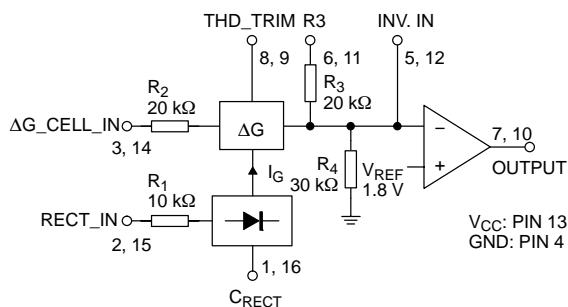 THD_TRIM R3 INV. IN
8, 9 6, 11 5, 12
R2
20 kΩ
R3
20 kΩ
ΔG_CELL_IN
3, 14
ΔG
7, 10
OUTPUT
−
+
R1
10 kΩ
IG
R4
30 kΩ
VREF
1.8 V
RECT_IN
2, 15
VCC: PIN 13
GND: PIN 4
1, 16
CRECT